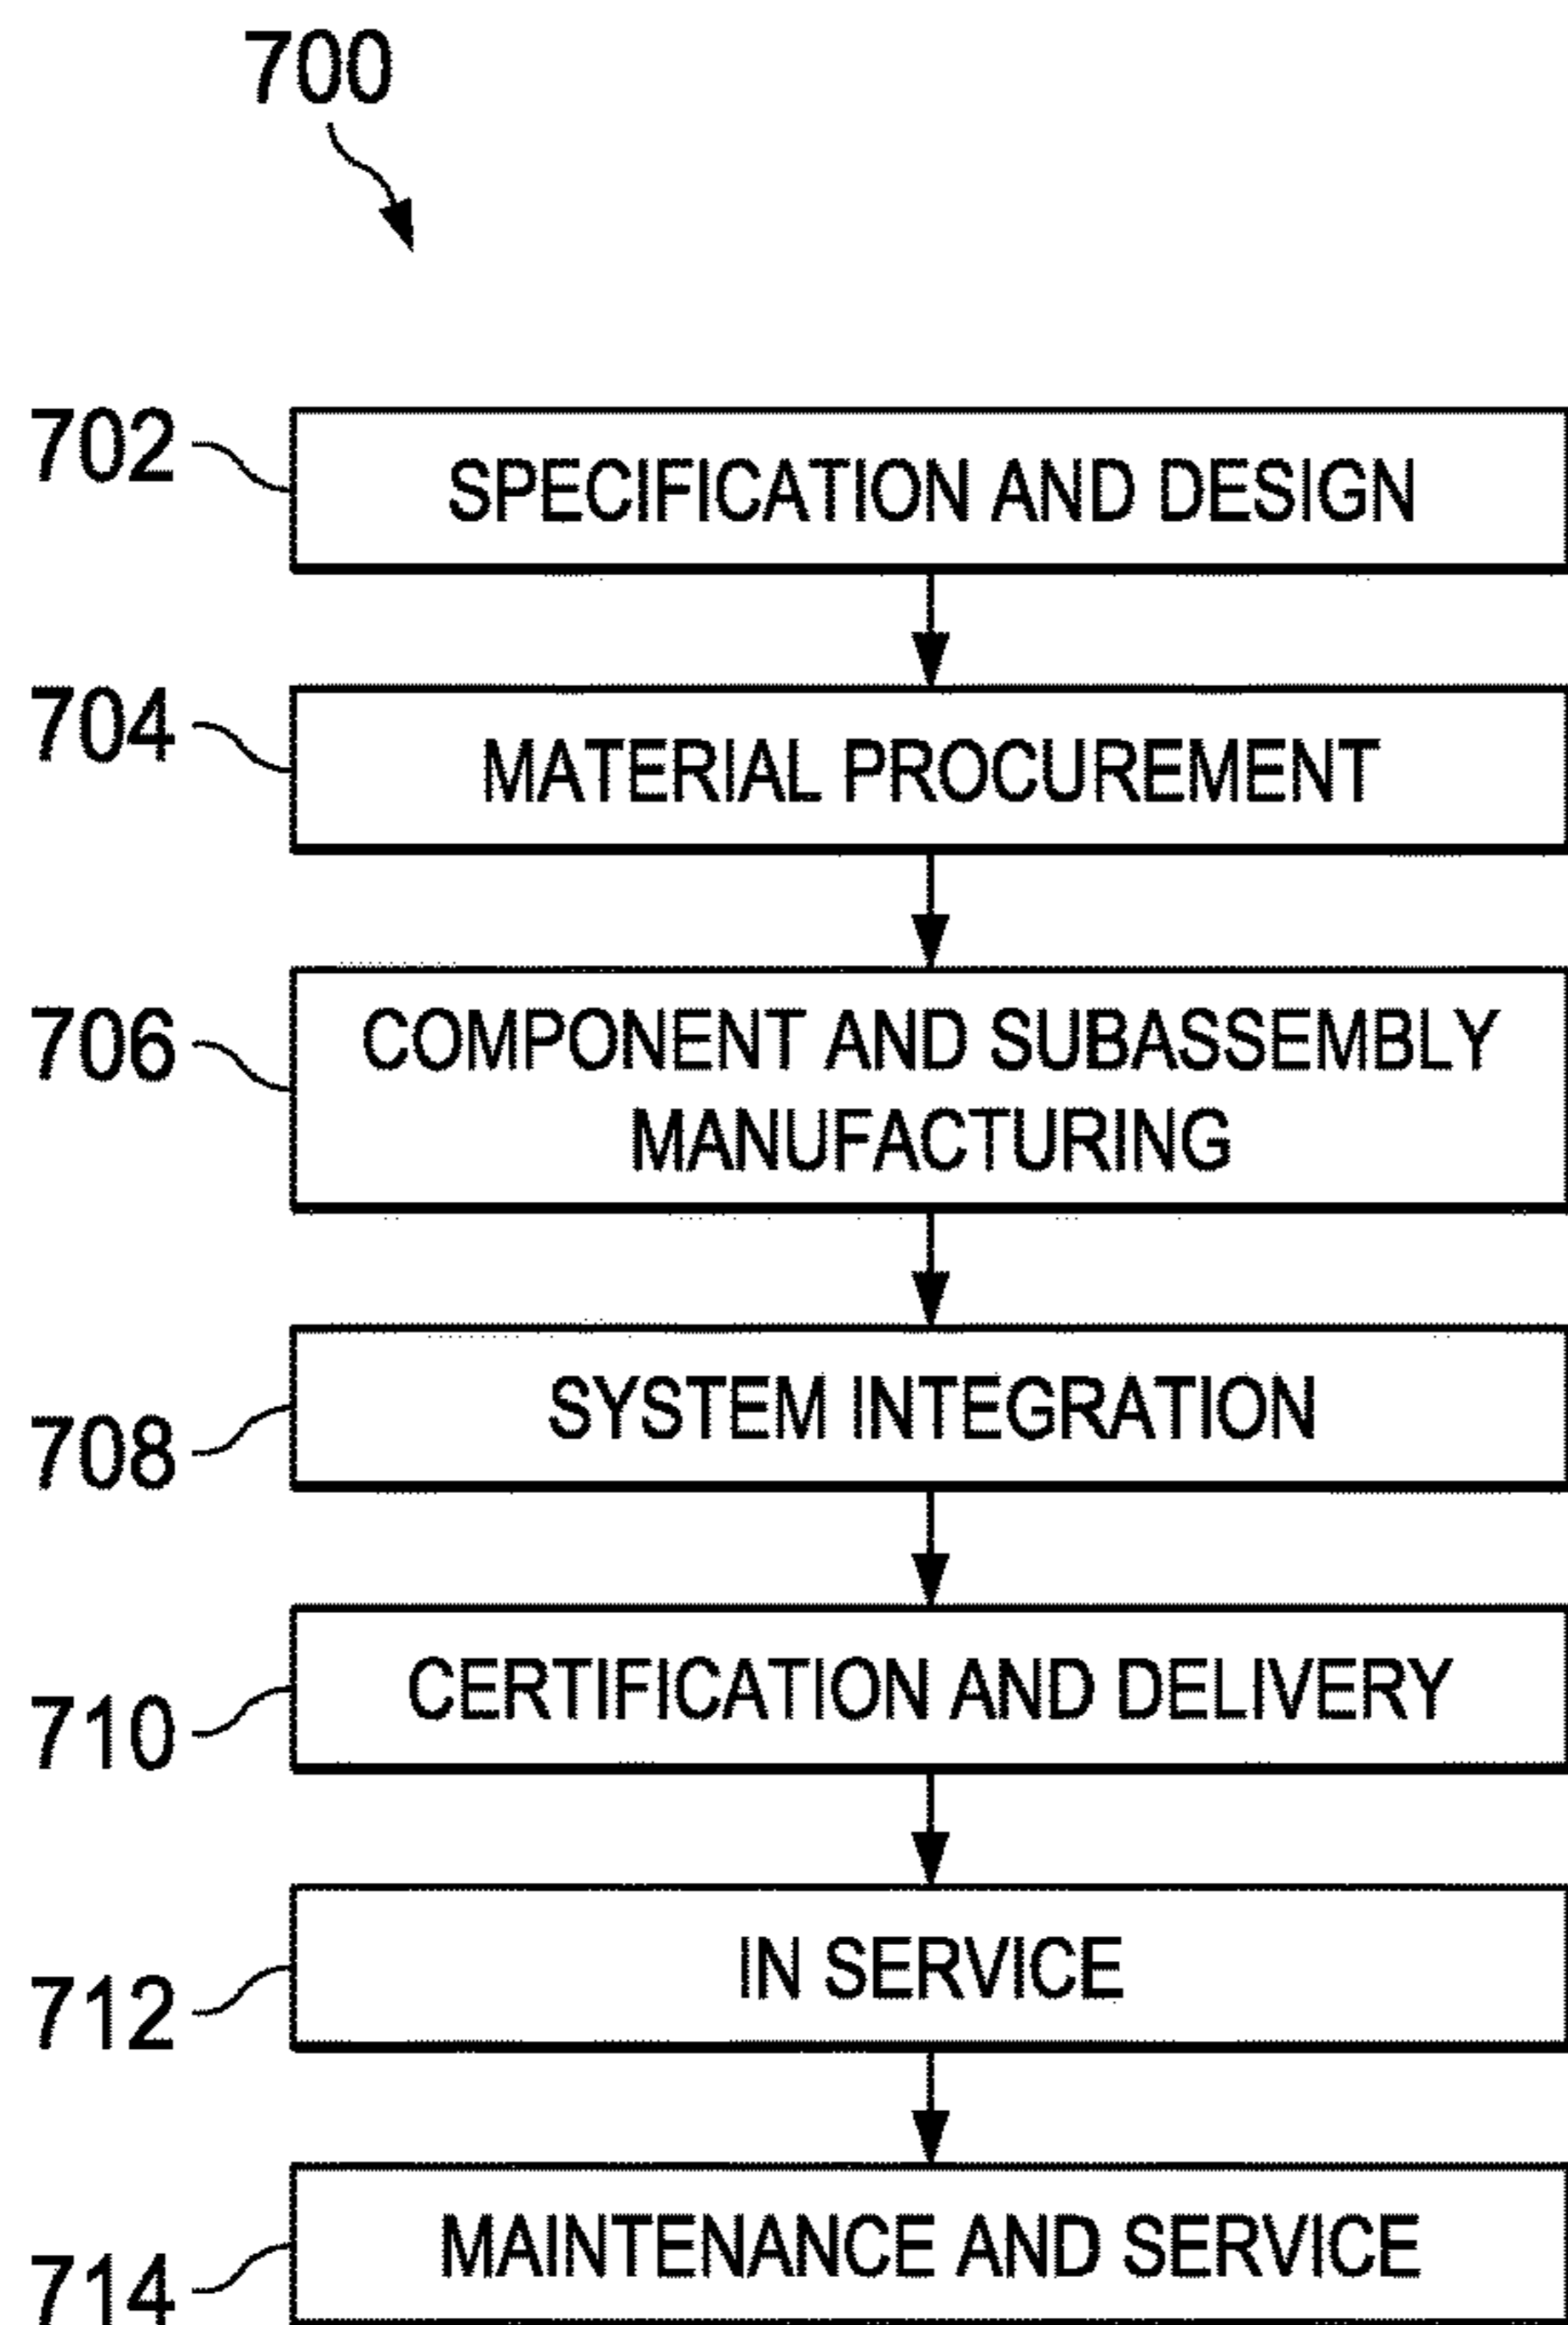 700
702
SPECIFICATION AND DESIGN
704
MATERIAL PROCUREMENT
706
COMPONENT AND SUBASSEMBLY
MANUFACTURING
708
SYSTEM INTEGRATION
710
CERTIFICATION AND DELIVERY
712
IN SERVICE
714
MAINTENANCE AND SERVICE